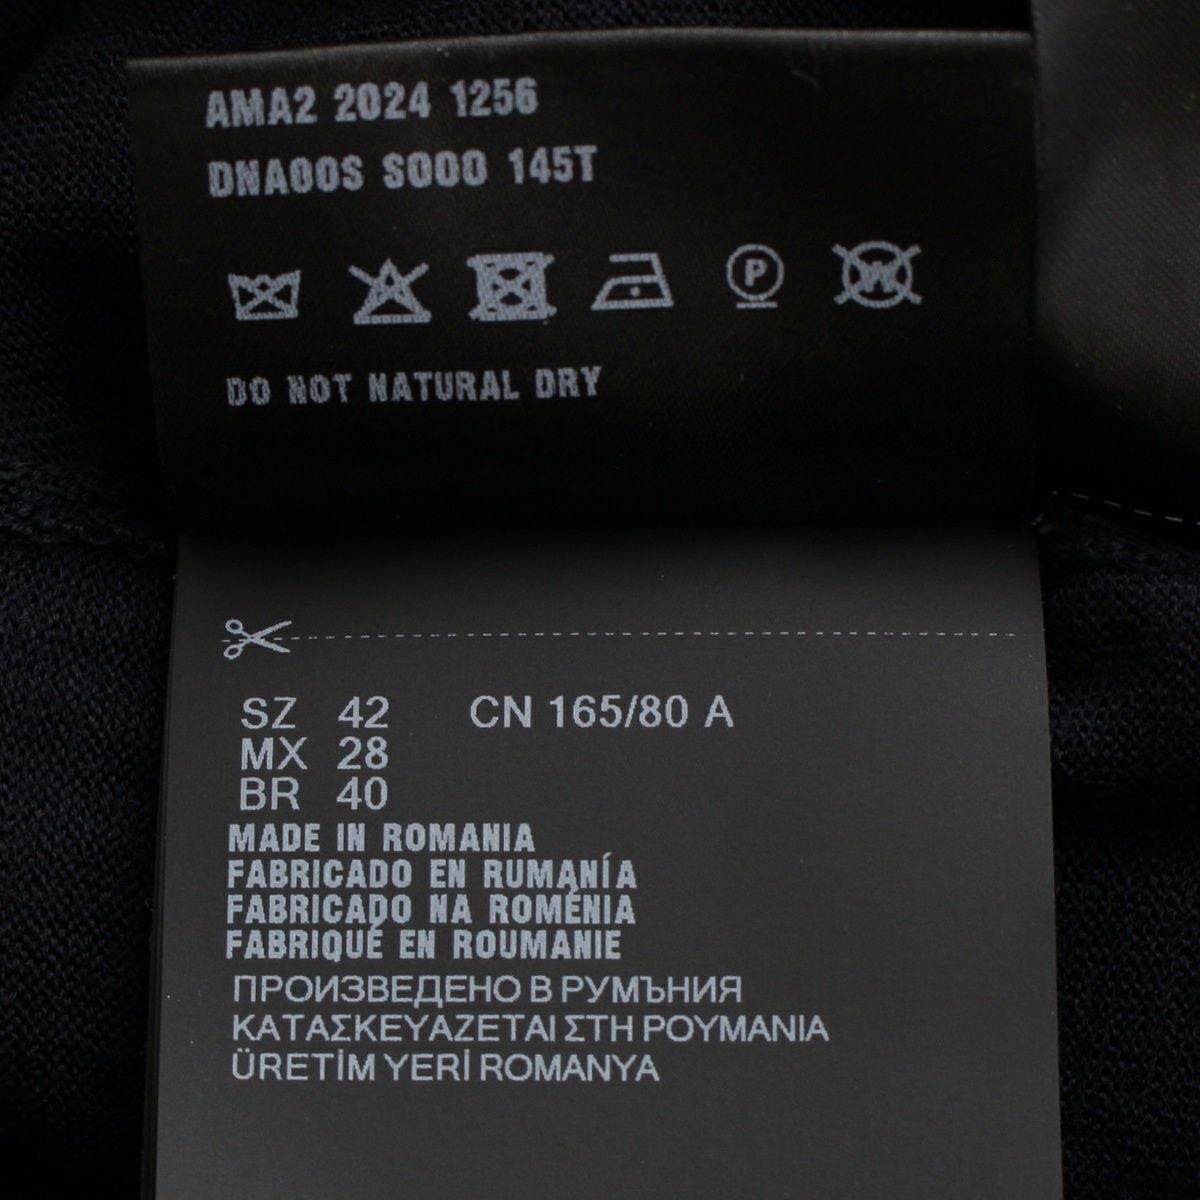 AMA2 2024 1256
DNA00S S000 145T
P W
DO NOT NATURAL DRY
SZ 42 CN 165/80 A
MX 28
BR 40
MADE IN ROMANIA
FABRICADO EN RUMANÍA
FABRICADO NA ROMÉNIA
FABRIQUÉ EN ROUMANIE
ПРОИЗВЕДЕНО В РУМЪНИЯ
ΚΑΤΑΣΚΕΥΑΖΕΤΑΙ ΣΤΗ ΡΟΥΜΑΝΙΑ
ÜRETİM YERİ ROMANYA